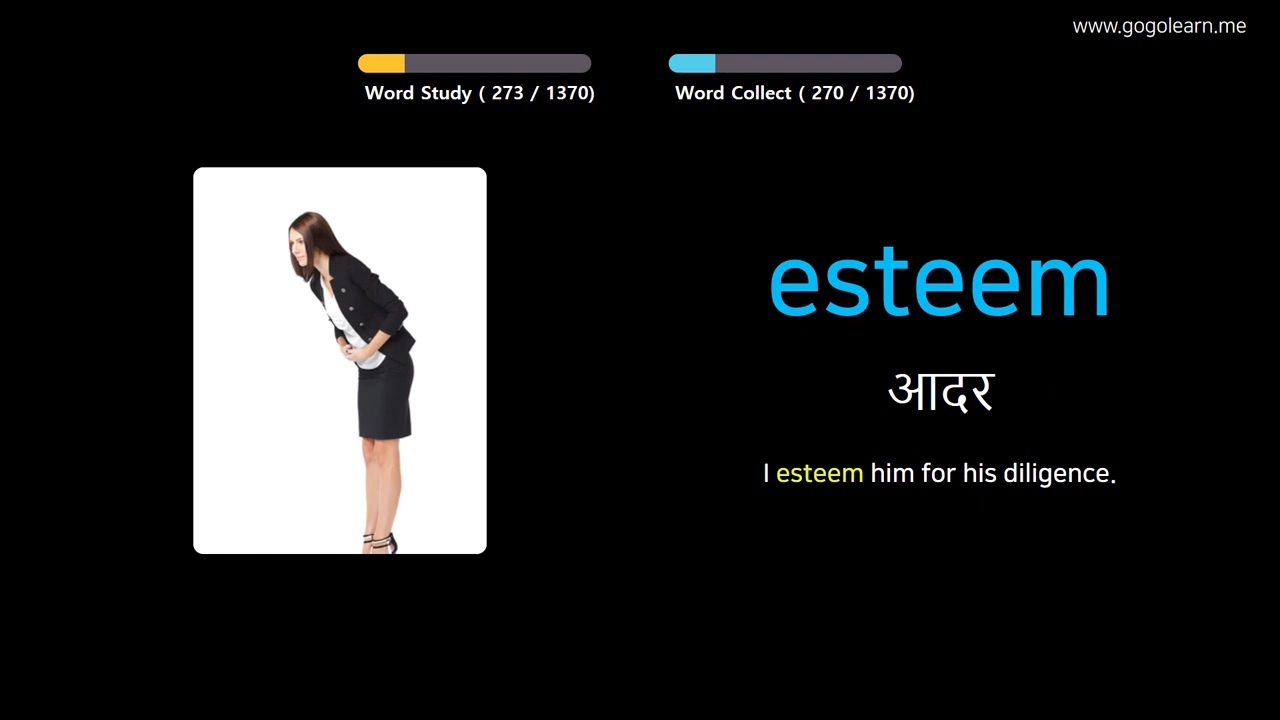 www.gogolearn.me
Word Study ( 273 / 1370)
Word Collect ( 270 / 1370)
esteem
आदर
I esteem him for his diligence.